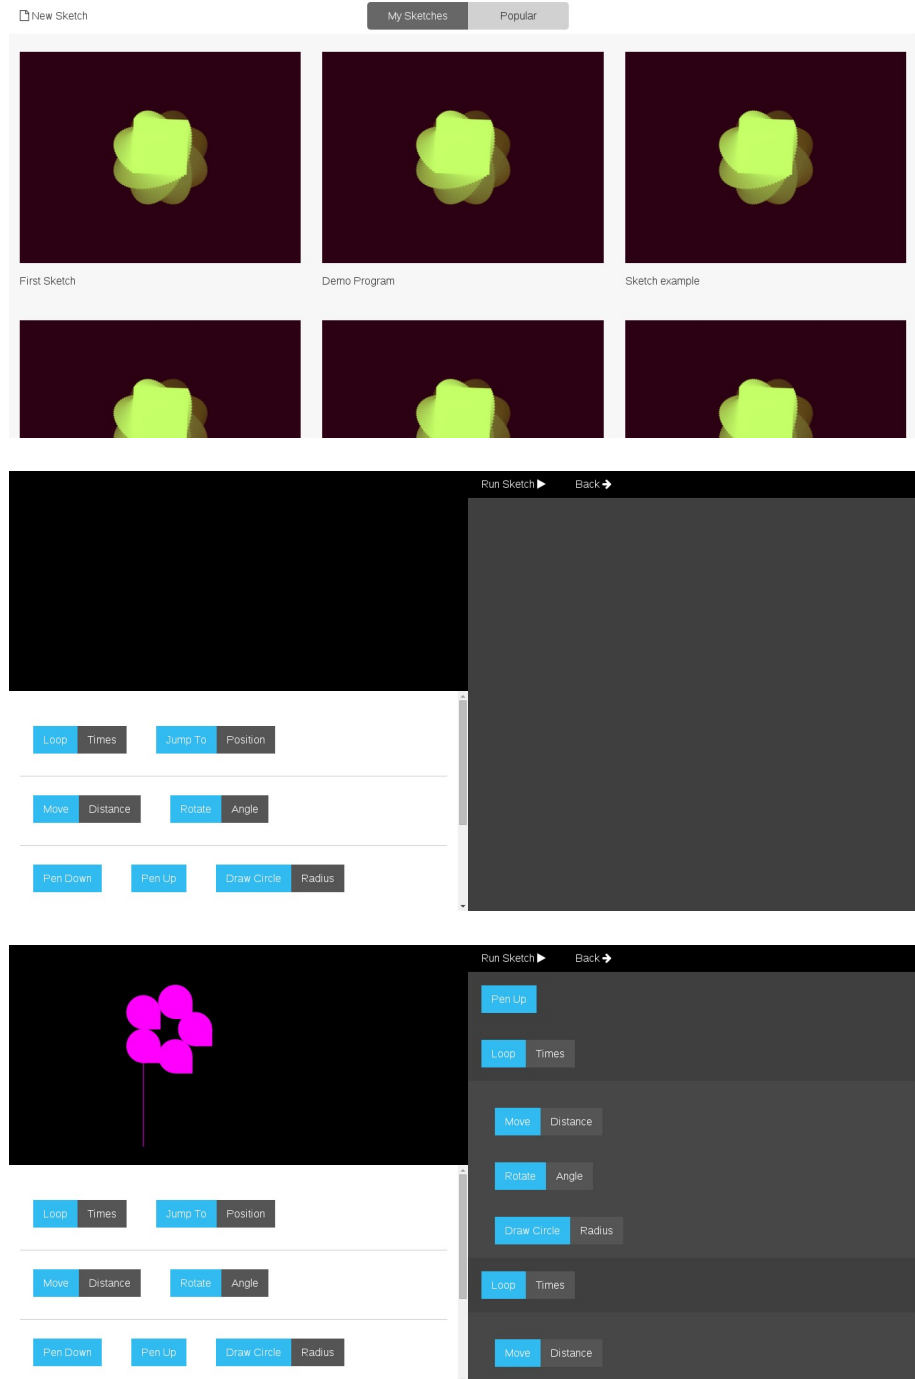 New Sketch My Sketches Popular
First Sketch Demo Program Sketch example
Run Sketch Back
Loop Times Jump To Position
Move Distance Rotate Angle
Pen Down Pen Up Draw Circle Radius
Run Sketch Back
Pen Up
Loop Times
Move Distance
Rotate Angle
Draw Circle Radius
Loop Times
Move Distance
Loop Times Jump To Position
Move Distance Rotate Angle
Pen Down Pen Up Draw Circle Radius